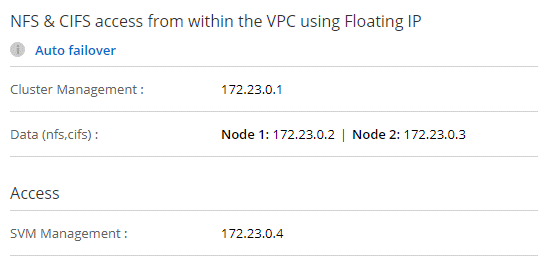 NFS & CIFS access from within the VPC using Floating IP
i Auto failover
Cluster Management : 172.23.0.1
Data (nfs,cifs) : Node 1: 172.23.0.2 | Node 2: 172.23.0.3
Access
SVM Management : 172.23.0.4